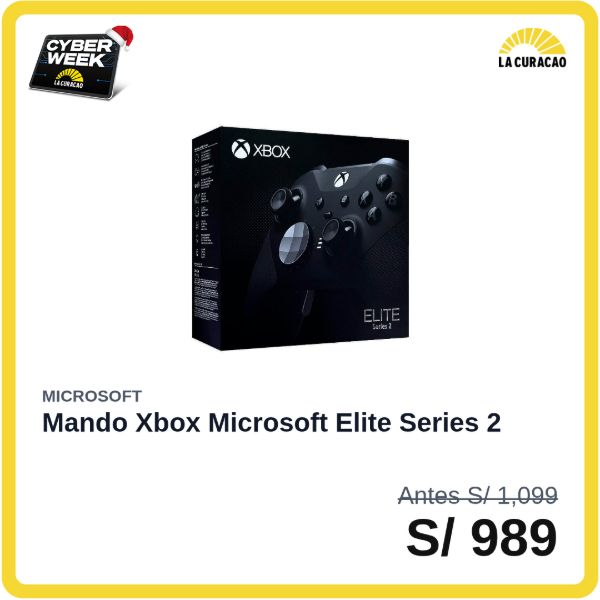 CYBER
WEEK
LA CURACAO
LA CURACAO
XBOX
ELITE
Series 2
MICROSOFT
Mando Xbox Microsoft Elite Series 2
Antes S/ 1,099
S/ 989